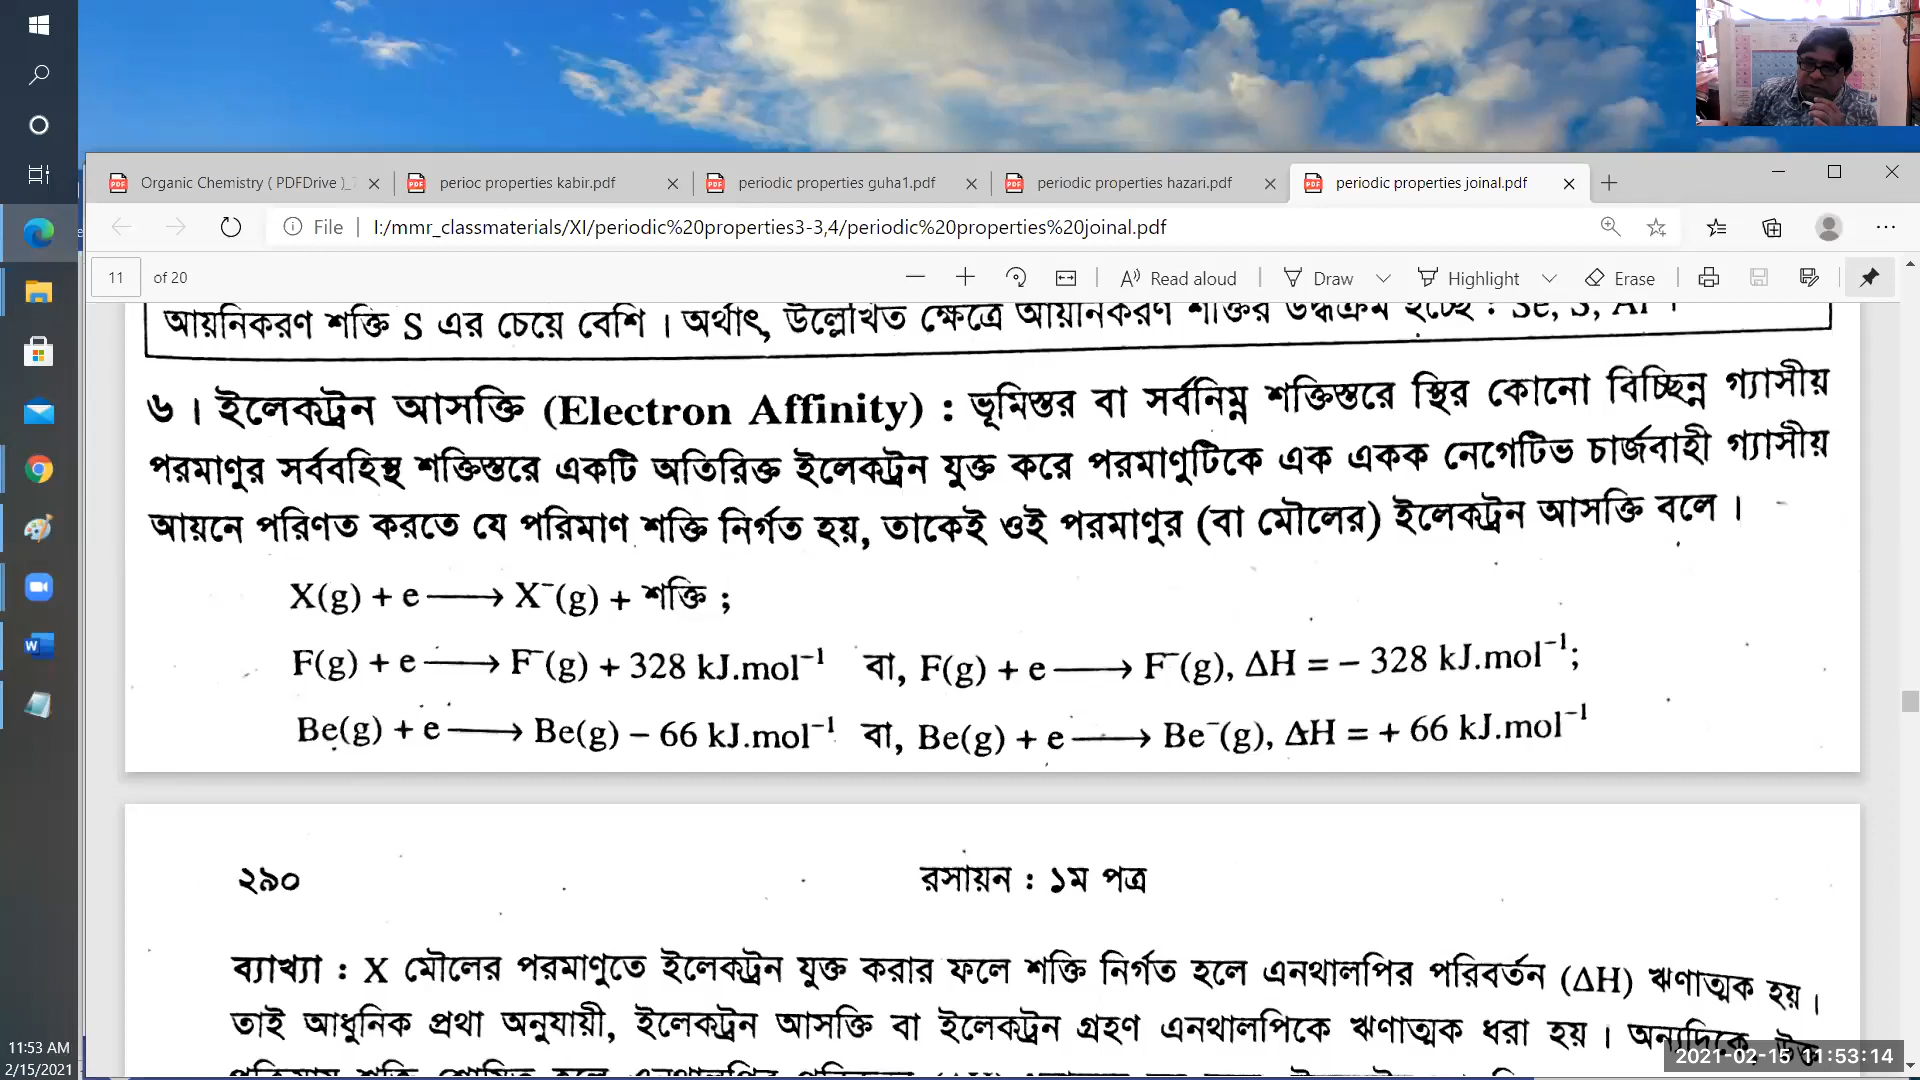 Organic Chemistry ( PDFDrive )_
perioc properties kabir.pdf
periodic properties guha1.pdf
periodic properties hazari.pdf
periodic properties joinal.pdf
File
I:/mmr_classmaterials/XI/periodic%20properties3-3,4/periodic%20properties%20joinal.pdf
11 of 20
Read aloud
Draw
Highlight
Erase
আয়নিকরণ শক্তি S এর চেয়ে বেশি। অর্থাৎ, উল্লেখিত ক্ষেত্রে আয়নিকরণ শক্তির ঊর্ধ্বক্রম হচ্ছে : Se, S, Ar ।
৬। ইলেকট্রন আসক্তি (Electron Affinity) : ভূমিস্তর বা সর্বনিম্ন শক্তিস্তরে স্থির কোনো বিচ্ছিন্ন গ্যাসীয়
পরমাণুর সর্ববহিস্থ শক্তিস্তরে একটি অতিরিক্ত ইলেকট্রন যুক্ত করে পরমাণুটিকে এক একক নেগেটিভ চার্জবাহী গ্যাসীয়
আয়নে পরিণত করতে যে পরিমাণ শক্তি নির্গত হয়, তাকেই ওই পরমাণুর (বা মৌলের) ইলেকট্রন আসক্তি বলে।
X(g) + e ⟶ X⁻(g) + শক্তি ;
F(g) + e ⟶ F⁻(g) + 328 kJ.mol⁻¹ বা, F(g) + e ⟶ F⁻(g), ΔH = – 328 kJ.mol⁻¹;
Be(g) + e ⟶ Be(g) – 66 kJ.mol⁻¹ বা, Be(g) + e ⟶ Be⁻(g), ΔH = + 66 kJ.mol⁻¹
২৯০ রসায়ন : ১ম পত্র
ব্যাখ্যা : X মৌলের পরমাণুতে ইলেকট্রন যুক্ত করার ফলে শক্তি নির্গত হলে এনথালপির পরিবর্তন (ΔH) ঋণাত্মক হয়।
তাই আধুনিক প্রথা অনুযায়ী, ইলেকট্রন আসক্তি বা ইলেকট্রন গ্রহণ এনথালপিকে ঋণাত্মক ধরা হয়। অন্যদিকে উক্ত
11:53 AM
2/15/2021
2021-02-15 11:53:14